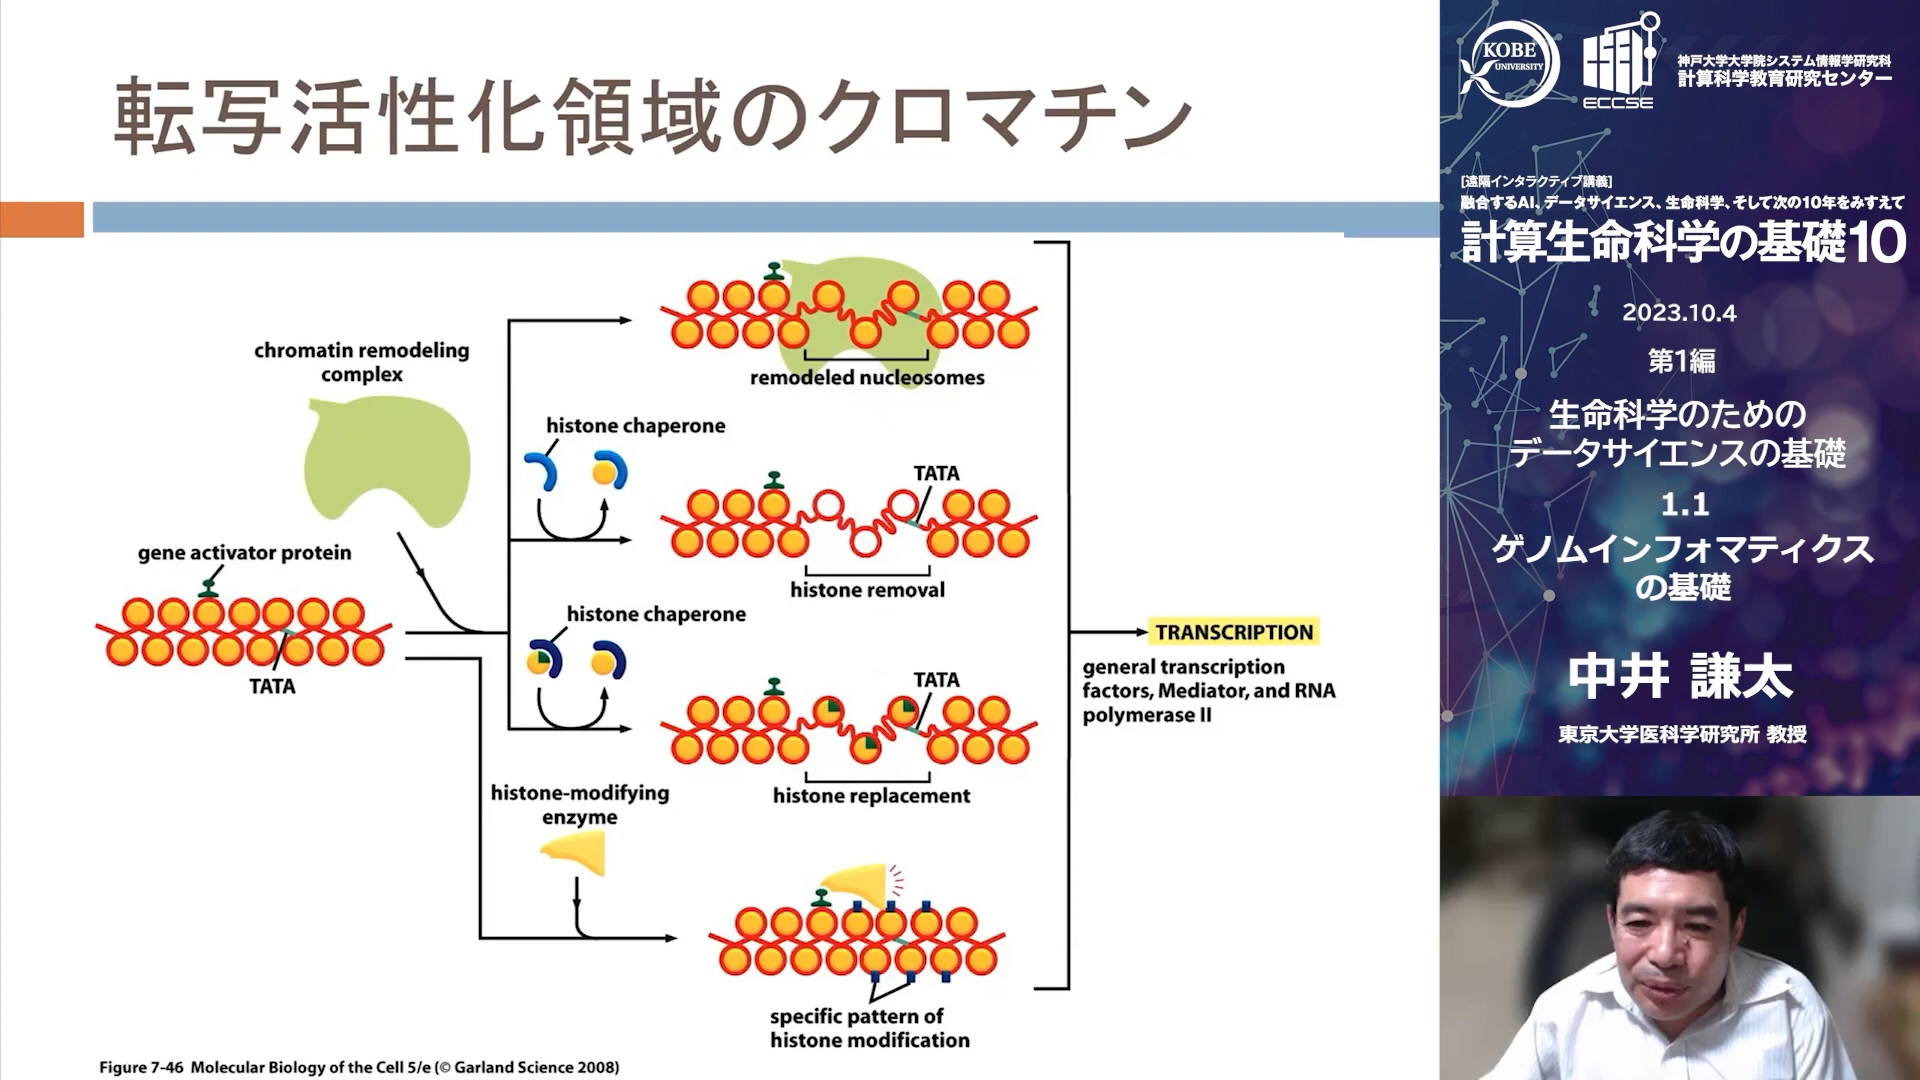 転写活性化領域のクロマチン
chromatin remodeling
complex
gene activator protein
TATA
remodeled nucleosomes
histone chaperone
TATA
histone removal
histone chaperone
TATA
histone replacement
histone-modifying
enzyme
specific pattern of
histone modification
TRANSCRIPTION
general transcription
factors, Mediator, and RNA
polymerase II
Figure 7-46 Molecular Biology of the Cell 5/e (© Garland Science 2008)
KOBE
UNIVERSITY
ECCSE
神戸大学大学院システム情報学研究科
計算科学教育研究センター
[遠隔インタラクティブ講義]
融合するAI、データサイエンス、生命科学、そして次の10年をみすえて
計算生命科学の基礎10
2023.10.4
第1編
生命科学のための
データサイエンスの基礎
1.1
ゲノムインフォマティクス
の基礎
中井 謙太
東京大学医科学研究所 教授